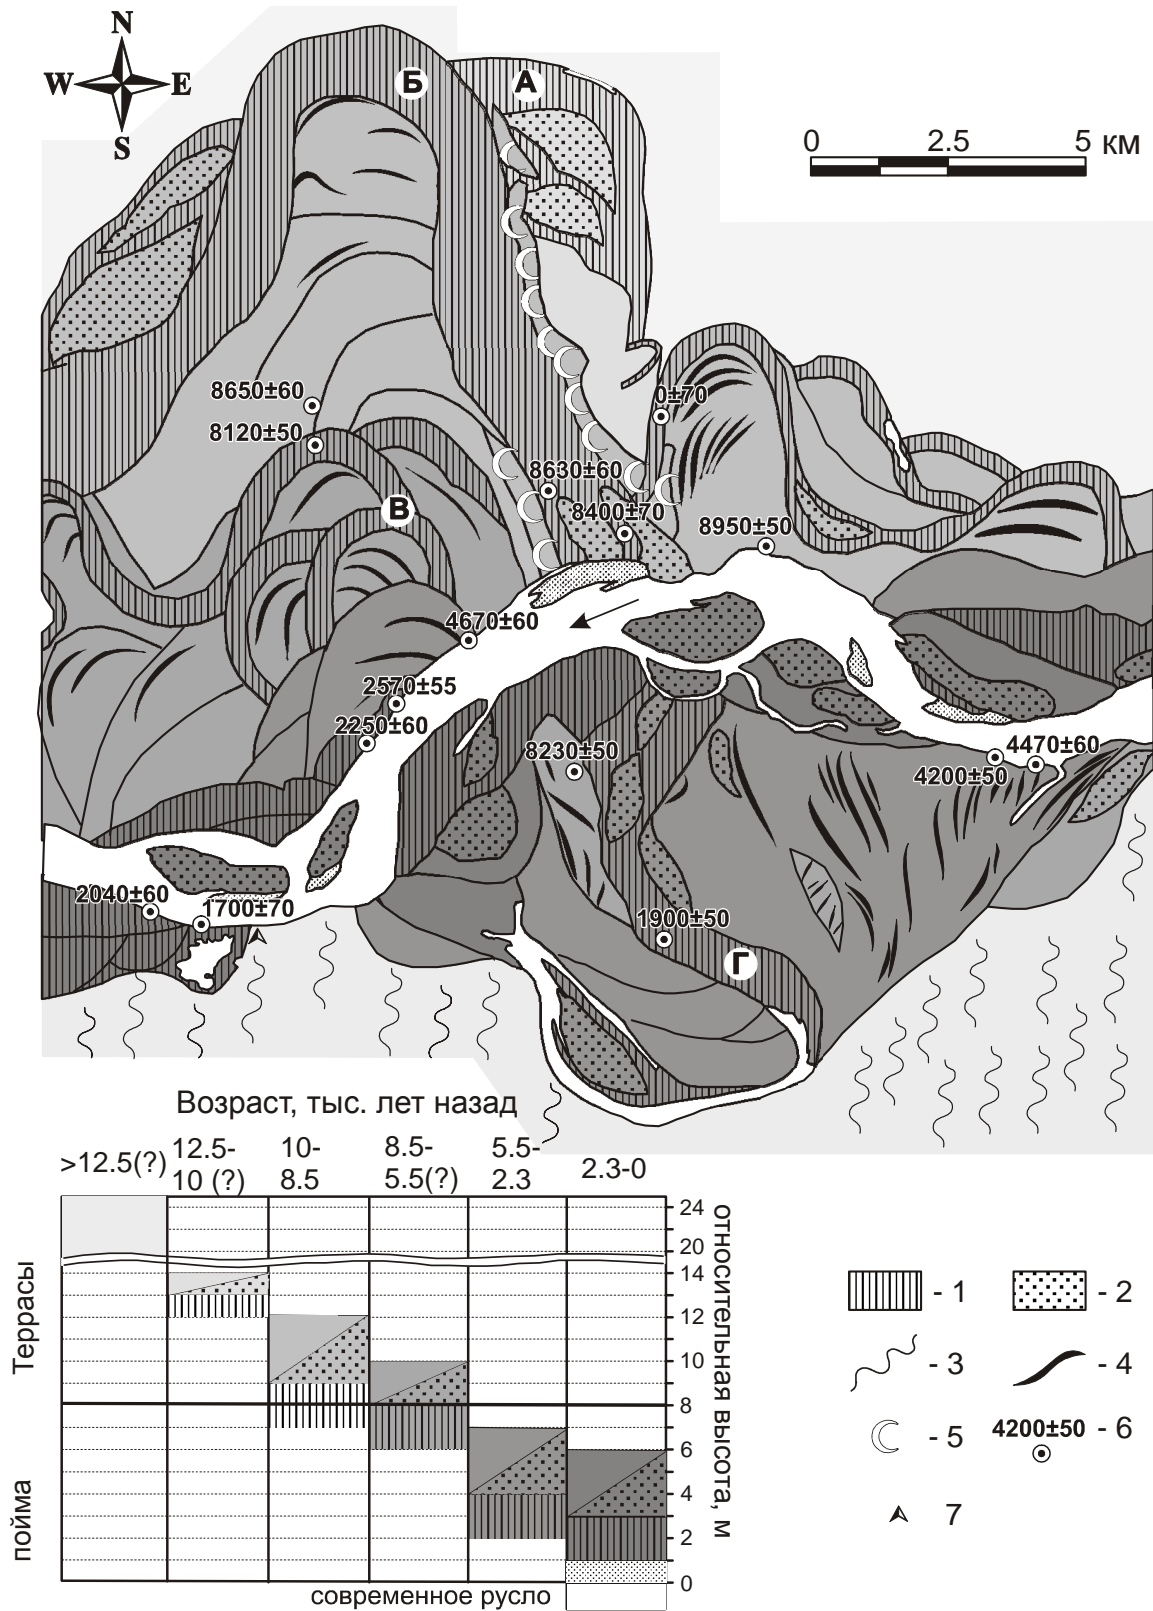 N
W E
S
Б
А
0 2.5 5 км
8650±60
8120±50
0±70
8630±60
8400±70
8950±50
В
4670±60
2570±55
2250±60
8230±50
4470±60
4200±50
2040±60
1700±70
1900±50
Г
Возраст, тыс. лет назад
>12.5(?)
12.5-
10 (?)
10-
8.5
8.5-
5.5(?)
5.5-
2.3
2.3-0
24
20
14
12
10
8
6
4
2
0
Террасы
пойма
относительная высота, м
современное русло
- 1
- 2
- 3
- 4
- 5
4200±50 - 6
7